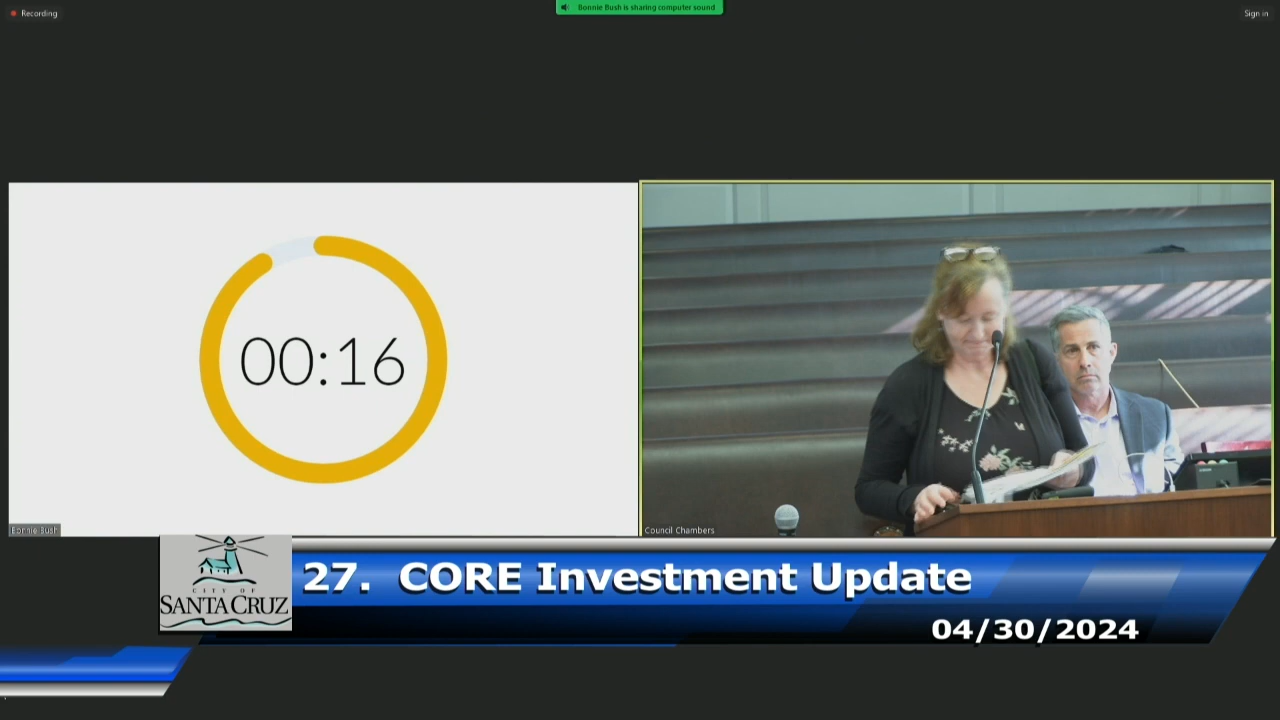 Recording
Bonnie Bush is sharing computer sound
Sign in
00:16
Bonnie Bush
Council Chambers
CITY OF
SANTA CRUZ
27. CORE Investment Update
04/30/2024